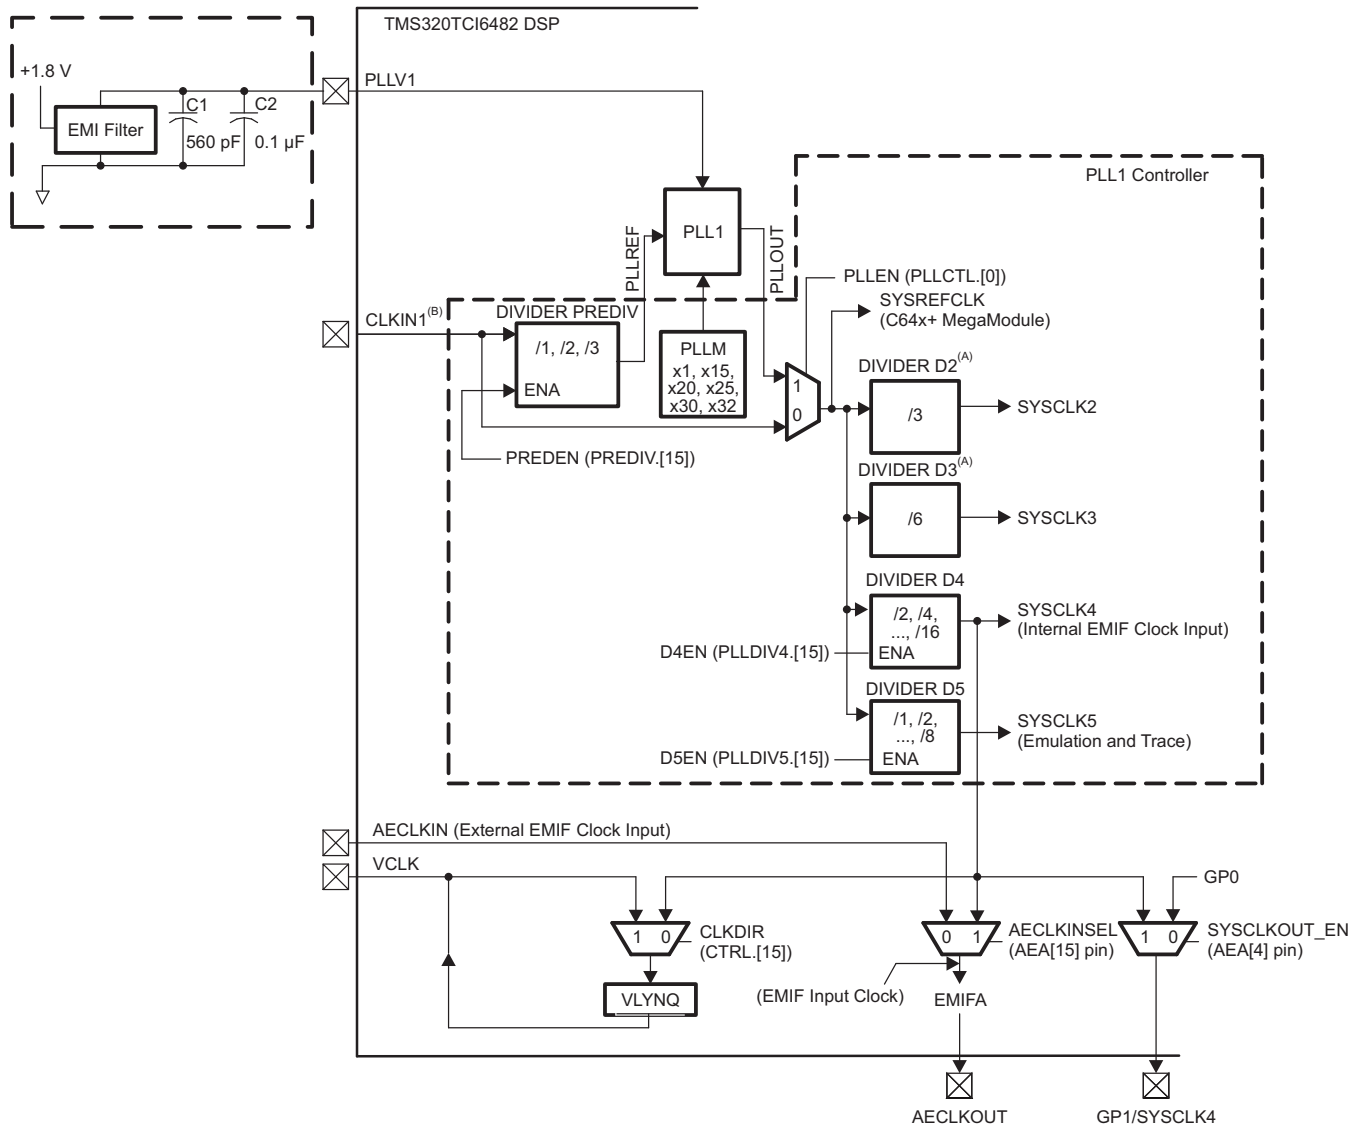 TMS320TCI6482 DSP
+1.8 V
PLLV1
C1
C2
EMI Filter
560 pF
0.1 µF
PLL1 Controller
PLLREF
PLL1
PLLOUT
PLLEN (PLLCTL.[0])
SYSREFCLK
(C64x+ MegaModule)
CLKIN1(B)
DIVIDER PREDIV
/1, /2, /3
ENA
PLLM
x1, x15,
x20, x25,
x30, x32
1
0
DIVIDER D2(A)
/3
SYSCLK2
PREDEN (PREDIV.[15])
DIVIDER D3(A)
/6
SYSCLK3
DIVIDER D4
/2, /4,
..., /16
ENA
SYSCLK4
(Internal EMIF Clock Input)
D4EN (PLLDIV4.[15])
DIVIDER D5
/1, /2,
..., /8
ENA
SYSCLK5
(Emulation and Trace)
D5EN (PLLDIV5.[15])
AECLKIN (External EMIF Clock Input)
VCLK
GP0
1 0
CLKDIR
(CTRL.[15])
0 1
AECLKINSEL
(AEA[15] pin)
1 0
SYSCLKOUT_EN
(AEA[4] pin)
VLYNQ
(EMIF Input Clock)
EMIFA
AECLKOUT
GP1/SYSCLK4